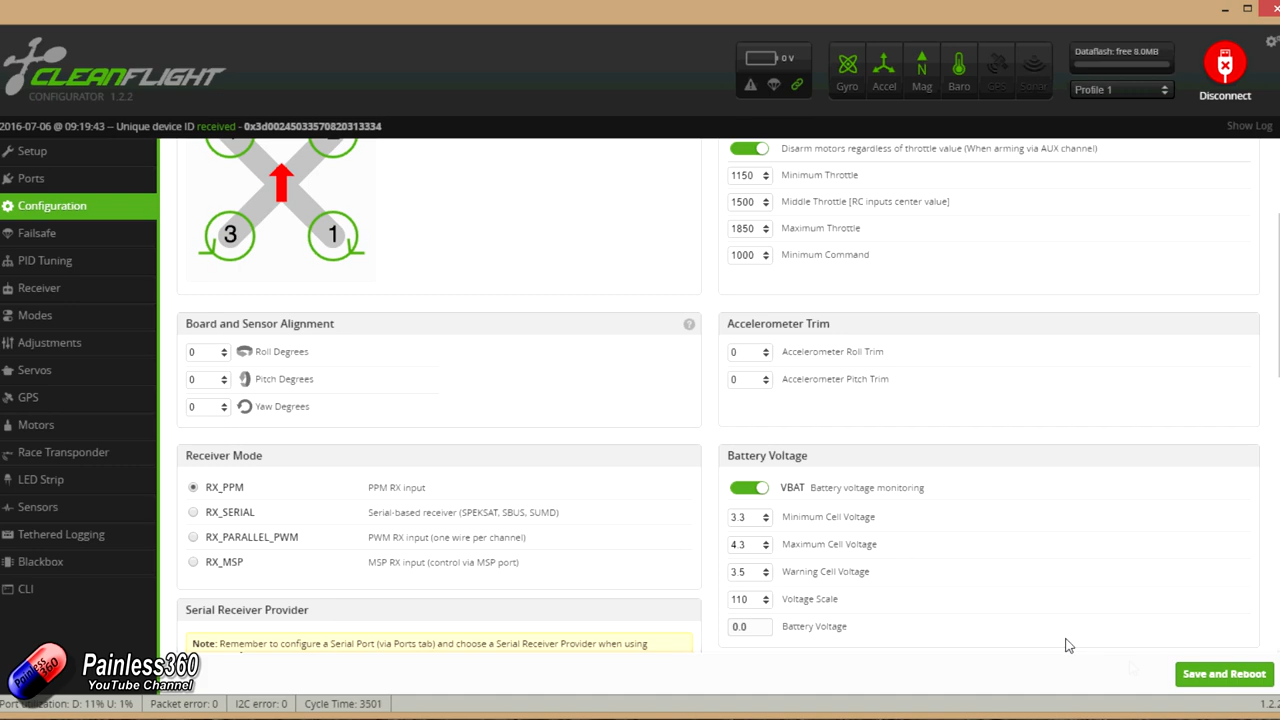 CLEANFLIGHT
CONFIGURATOR 1.2.2
0 V
Gyro
Accel
Mag
Baro
GPS
Sonar
Dataflash: free 8.0MB
Profile 1
Disconnect
2016-07-06 @ 09:19:43 -- Unique device ID received - 0x3d00245033570820313334
Show Log
Setup
Ports
Configuration
Failsafe
PID Tuning
Receiver
Modes
Adjustments
Servos
GPS
Motors
Race Transponder
LED Strip
Sensors
Tethered Logging
Blackbox
CLI
3
1
Disarm motors regardless of throttle value (When arming via AUX channel)
1150 Minimum Throttle
1500 Middle Throttle [RC inputs center value]
1850 Maximum Throttle
1000 Minimum Command
Board and Sensor Alignment
0 Roll Degrees
0 Pitch Degrees
0 Yaw Degrees
Accelerometer Trim
0 Accelerometer Roll Trim
0 Accelerometer Pitch Trim
Receiver Mode
RX_PPM PPM RX input
RX_SERIAL Serial-based receiver (SPEKSAT, SBUS, SUMD)
RX_PARALLEL_PWM PWM RX input (one wire per channel)
RX_MSP MSP RX input (control via MSP port)
Battery Voltage
VBAT Battery voltage monitoring
3.3 Minimum Cell Voltage
4.3 Maximum Cell Voltage
3.5 Warning Cell Voltage
110 Voltage Scale
0.0 Battery Voltage
Serial Receiver Provider
Note: Remember to configure a Serial Port (via Ports tab) and choose a Serial Receiver Provider when using
Save and Reboot
Painless360
Painless360
YouTube Channel
Port utilization: D: 11% U: 1%
Packet error: 0
I2C error: 0
Cycle Time: 3501
1.2.2